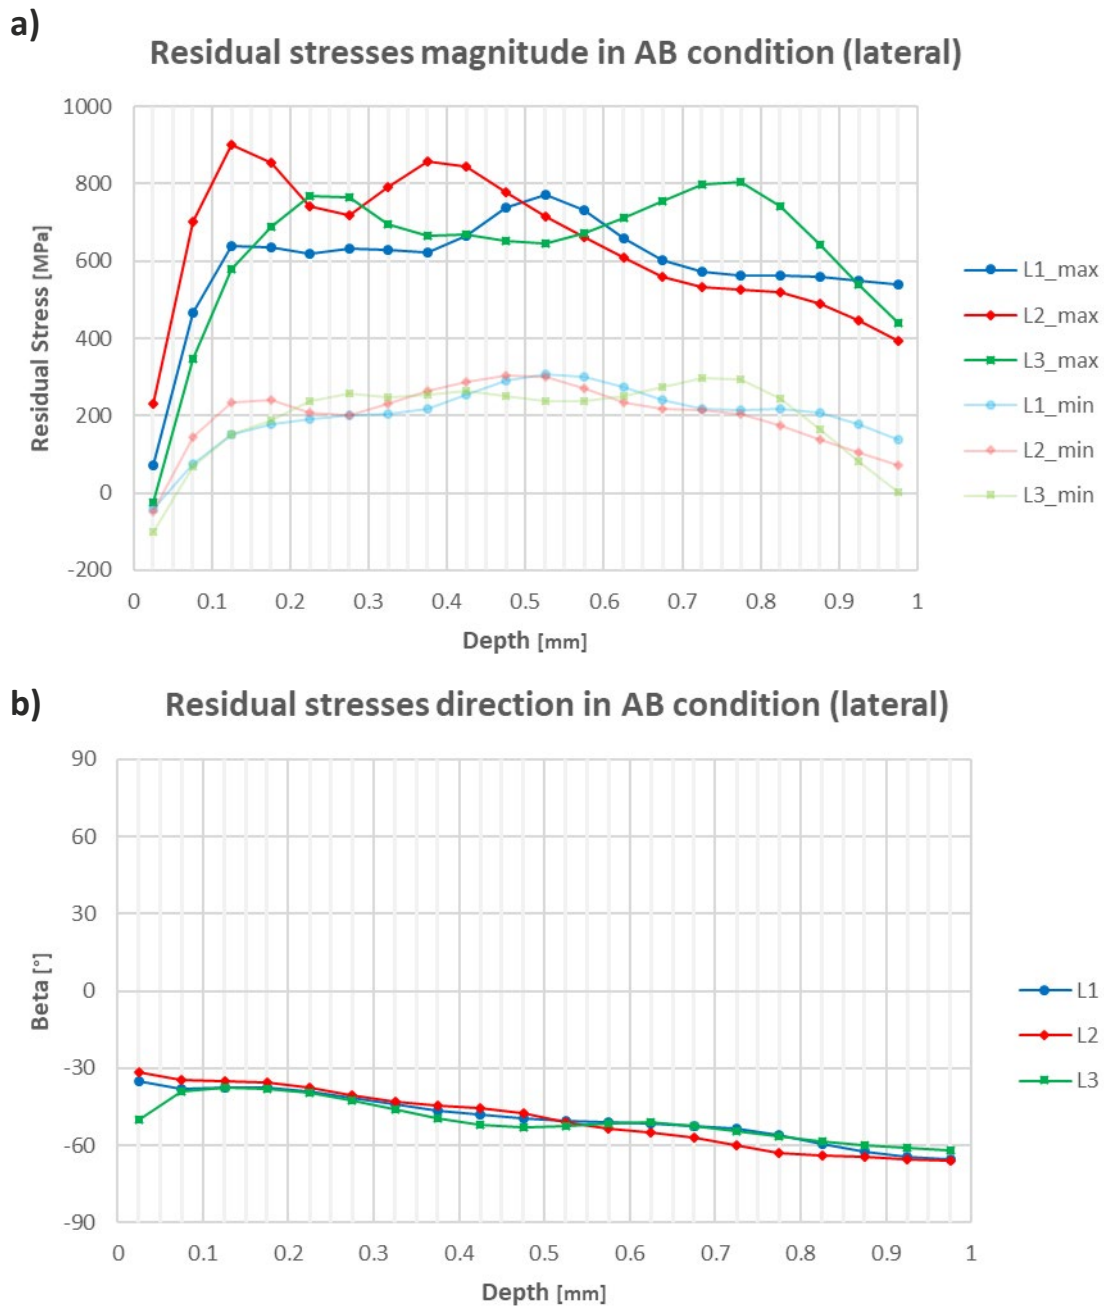 a)
Residual stresses magnitude in AB condition (lateral)
1000
800
600
400
200
0
-200
Residual Stress [MPa]
0 0.1 0.2 0.3 0.4 0.5 0.6 0.7 0.8 0.9 1
Depth [mm]
L1_max
L2_max
L3_max
L1_min
L2_min
L3_min
b)
Residual stresses direction in AB condition (lateral)
90
60
30
0
-30
-60
-90
Beta [°]
0 0.1 0.2 0.3 0.4 0.5 0.6 0.7 0.8 0.9 1
Depth [mm]
L1
L2
L3